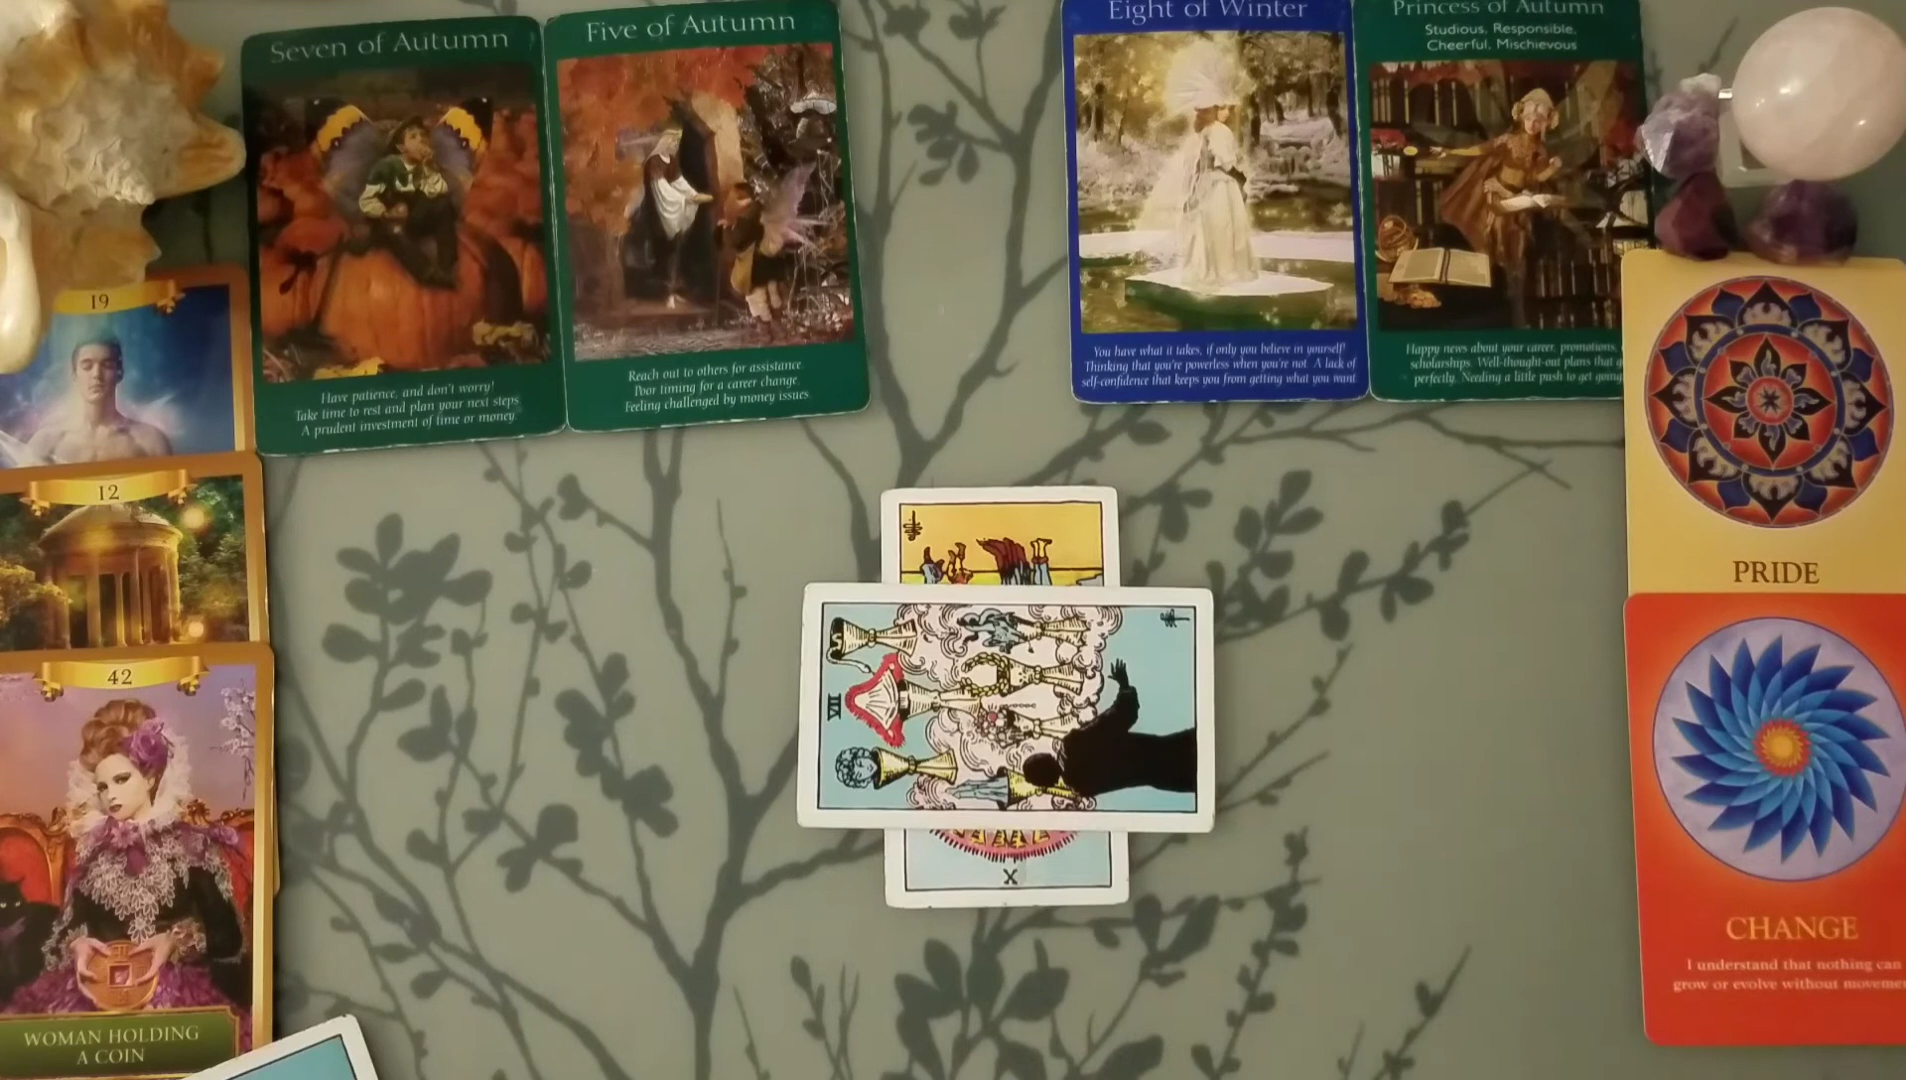 Seven of Autumn
Have patience, and don't worry!
Take time to rest and plan your next steps.
A prudent investment of time or money.
Five of Autumn
Reach out to others for assistance.
Poor timing for a career change.
Feeling challenged by money issues.
Eight of Winter
You have what it takes, if only you believe in yourself!
Thinking that you're powerless when you're not. A lack of
self-confidence that keeps you from getting what you want.
Princess of Autumn
Studious, Responsible,
Cheerful, Mischievous
Happy news about your career, promotions,
scholarships. Well-thought-out plans that
perfectly. Needing a little push to get
19
12
42
WOMAN HOLDING
A COIN
VII
X
PRIDE
CHANGE
I understand that nothing can
grow or evolve without